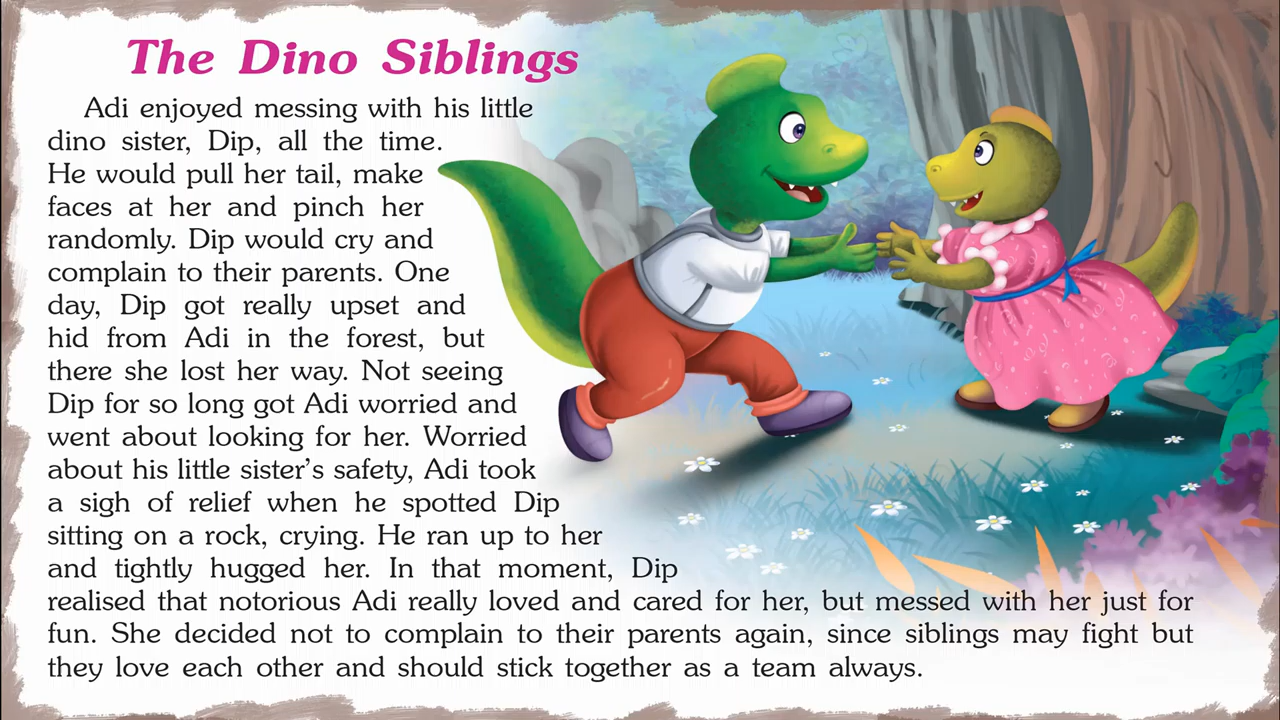 The Dino Siblings
Adi enjoyed messing with his little
dino sister, Dip, all the time.
He would pull her tail, make
faces at her and pinch her
randomly. Dip would cry and
complain to their parents. One
day, Dip got really upset and
hid from Adi in the forest, but
there she lost her way. Not seeing
Dip for so long got Adi worried and
went about looking for her. Worried
about his little sister's safety, Adi took
a sigh of relief when he spotted Dip
sitting on a rock, crying. He ran up to her
and tightly hugged her. In that moment, Dip
realised that notorious Adi really loved and cared for her, but messed with her just for
fun. She decided not to complain to their parents again, since siblings may fight but
they love each other and should stick together as a team always.